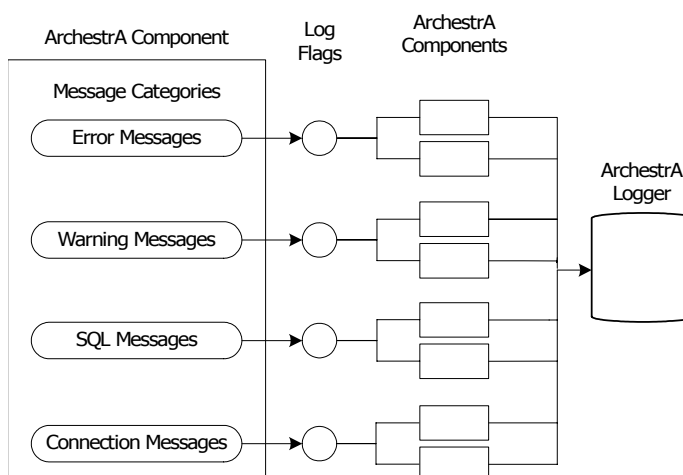 ArchestrA Component
Log
Flags
ArchestrA
Components
Message Categories
Error Messages
ArchestrA
Logger
Warning Messages
SQL Messages
Connection Messages